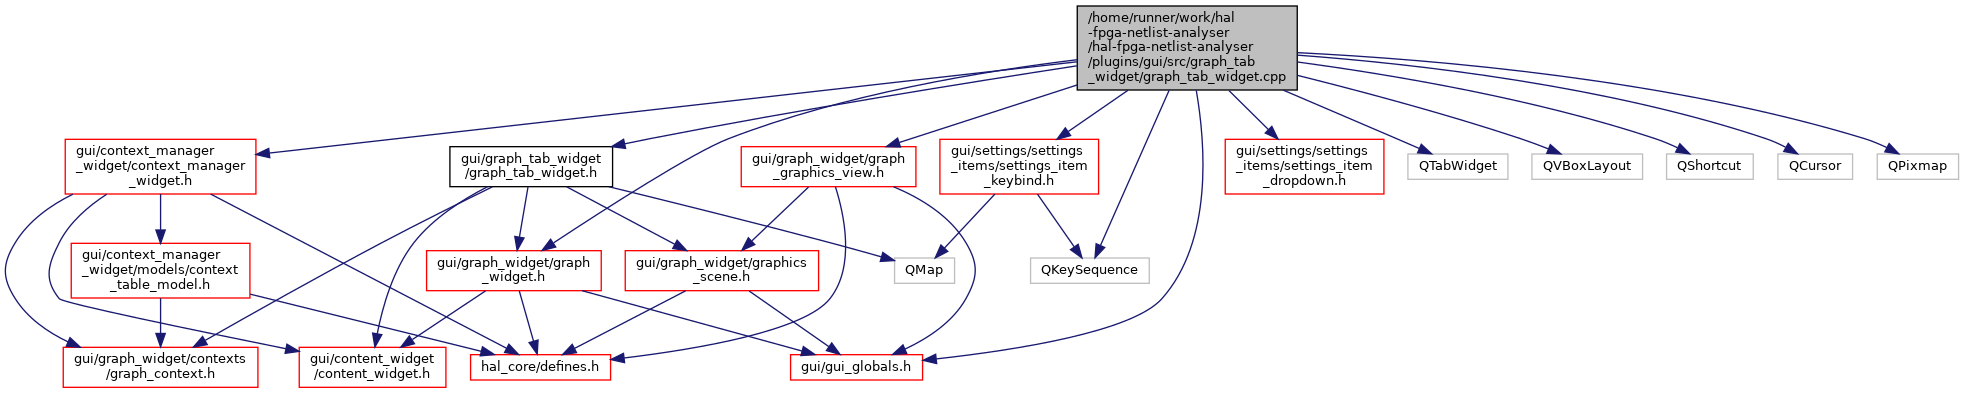 /home/runner/work/hal
-fpga-netlist-analyser
/hal-fpga-netlist-analyser
/plugins/gui/src/graph_tab
_widget/graph_tab_widget.cpp
gui/context_manager
_widget/context_manager
_widget.h
gui/graph_tab_widget
/graph_tab_widget.h
gui/graph_widget/graph
_graphics_view.h
gui/settings/settings
_items/settings_item
_keybind.h
gui/settings/settings
_items/settings_item
_dropdown.h
QTabWidget
QVBoxLayout
QShortcut
QCursor
QPixmap
gui/context_manager
_widget/models/context
_table_model.h
gui/graph_widget/graph
_widget.h
gui/graph_widget/graphics
_scene.h
QMap
QKeySequence
gui/graph_widget/contexts
/graph_context.h
gui/content_widget
/content_widget.h
hal_core/defines.h
gui/gui_globals.h